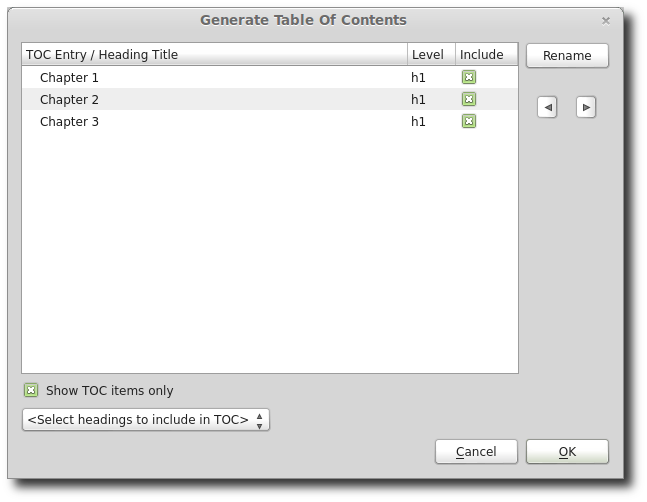 Generate Table Of Contents
TOC Entry / Heading Title Level Include
Rename
Chapter 1 h1
Chapter 2 h1
Chapter 3 h1
Show TOC items only
<Select headings to include in TOC>
Cancel OK